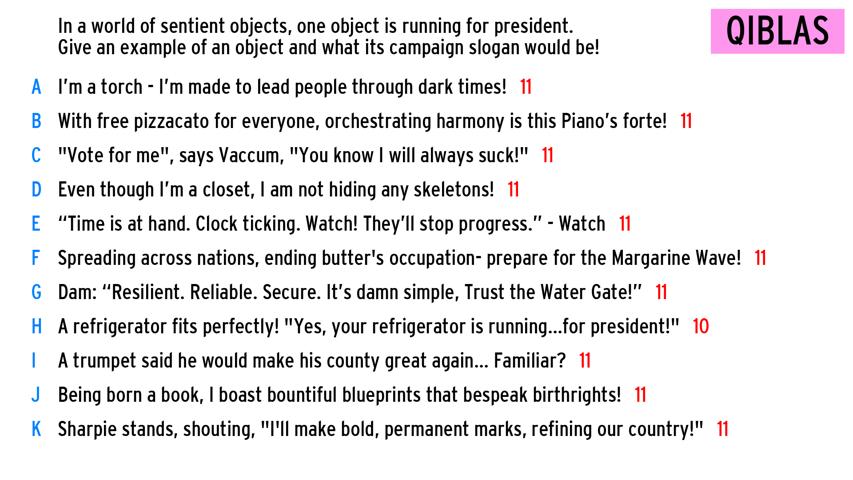 In a world of sentient objects, one object is running for president.
Give an example of an object and what its campaign slogan would be!
QIBLAS
A I'm a torch - I'm made to lead people through dark times! 11
B With free pizzacato for everyone, orchestrating harmony is this Piano's forte! 11
C "Vote for me", says Vaccum, "You know I will always suck!" 11
D Even though I'm a closet, I am not hiding any skeletons! 11
E “Time is at hand. Clock ticking. Watch! They'll stop progress.” - Watch 11
F Spreading across nations, ending butter's occupation- prepare for the Margarine Wave! 11
G Dam: “Resilient. Reliable. Secure. It's damn simple, Trust the Water Gate!” 11
H A refrigerator fits perfectly! "Yes, your refrigerator is running...for president!" 10
I A trumpet said he would make his county great again... Familiar? 11
J Being born a book, I boast bountiful blueprints that bespeak birthrights! 11
K Sharpie stands, shouting, "I'll make bold, permanent marks, refining our country!" 11